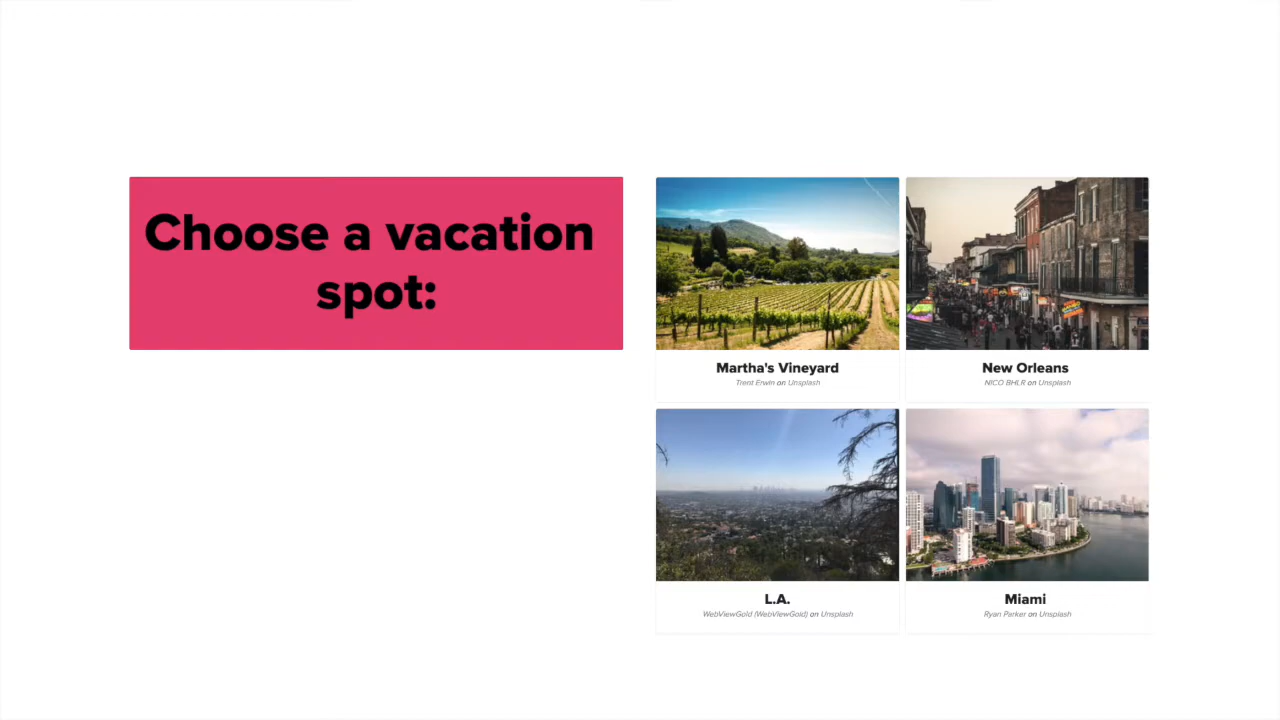 Choose a vacation
spot:
Martha's Vineyard
Trent Erwin on Unsplash
New Orleans
NICO BHLR on Unsplash
L.A.
WebViewGold (WebViewGold) on Unsplash
Miami
Ryan Parker on Unsplash